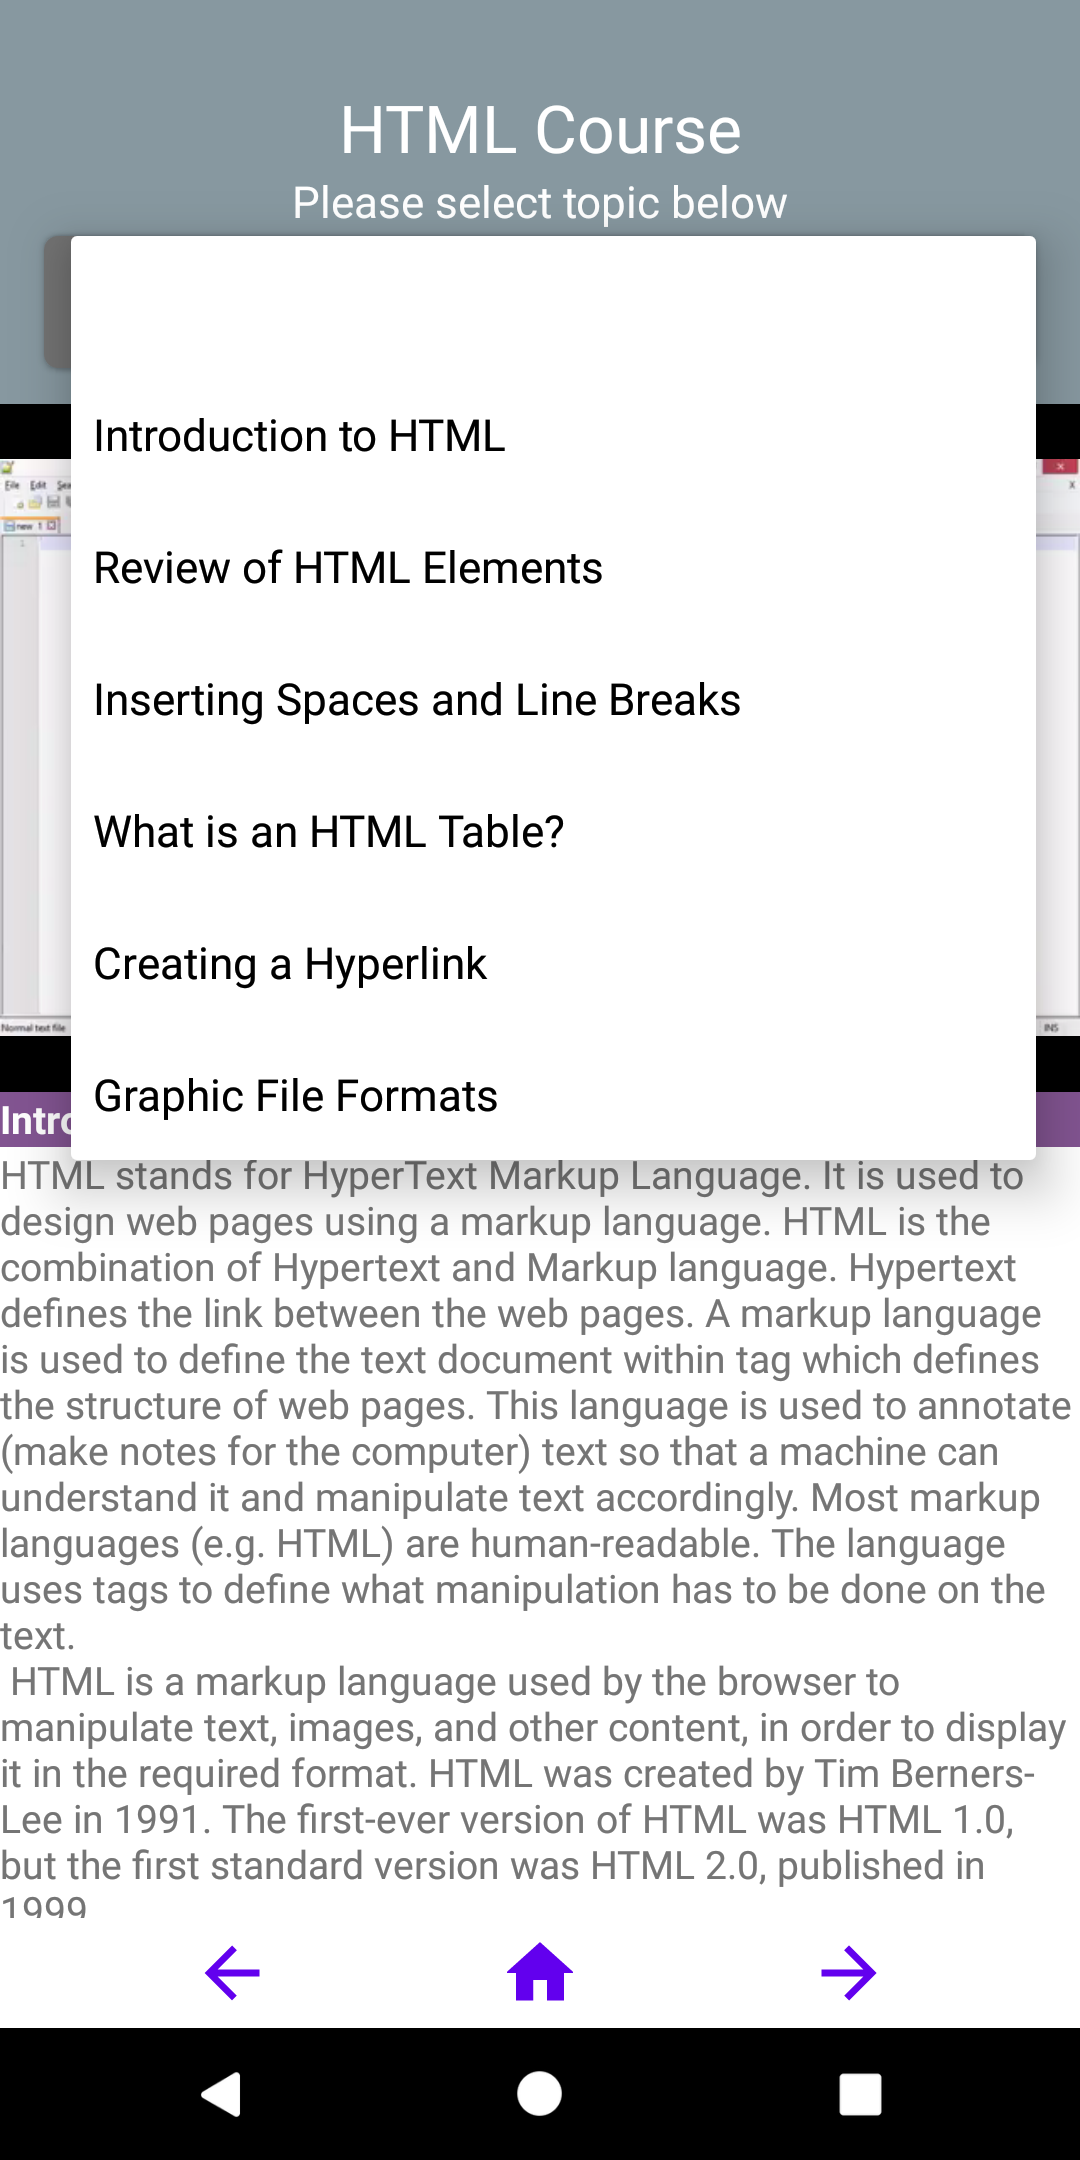 HTML Course
Please select topic below
Introduction to HTML
Review of HTML Elements
Inserting Spaces and Line Breaks
What is an HTML Table?
Creating a Hyperlink
Graphic File Formats
File Edit
new 1
1
X
Normal text file
INS
HTML stands for HyperText Markup Language. It is used to
design web pages using a markup language. HTML is the
combination of Hypertext and Markup language. Hypertext
defines the link between the web pages. A markup language
is used to define the text document within tag which defines
the structure of web pages. This language is used to annotate
(make notes for the computer) text so that a machine can
understand it and manipulate text accordingly. Most markup
languages (e.g. HTML) are human-readable. The language
uses tags to define what manipulation has to be done on the
text.
HTML is a markup language used by the browser to
manipulate text, images, and other content, in order to display
it in the required format. HTML was created by Tim Berners-
Lee in 1991. The first-ever version of HTML was HTML 1.0,
but the first standard version was HTML 2.0, published in
1999